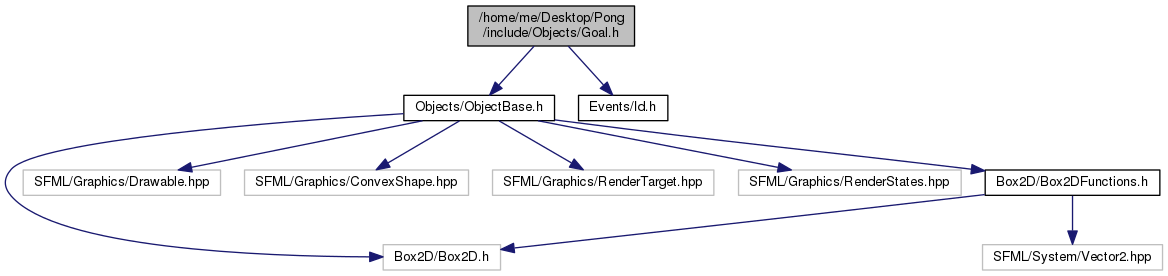 /home/me/Desktop/Pong
/include/Objects/Goal.h
Objects/ObjectBase.h
Events/Id.h
SFML/Graphics/Drawable.hpp
SFML/Graphics/ConvexShape.hpp
SFML/Graphics/RenderTarget.hpp
SFML/Graphics/RenderStates.hpp
Box2D/Box2DFunctions.h
Box2D/Box2D.h
SFML/System/Vector2.hpp